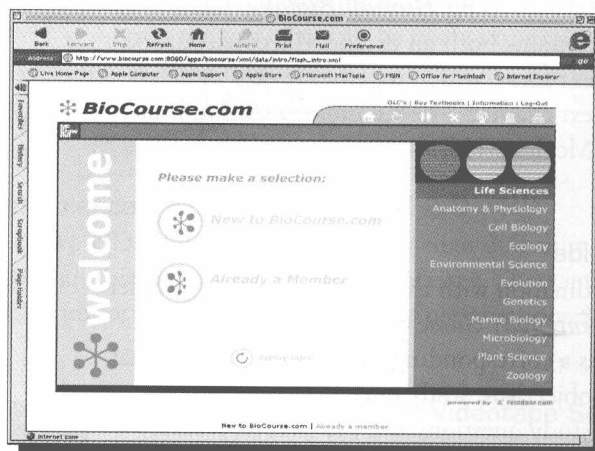 BioCourse.com
Back Forward Stop Refresh Home AutoFill Print Mail Preferences
Address: http://www.biocourse.com:8080/apps/biocourse/xml/data/intro/flash_intro.xml go
Live Home Page Apple Computer Apple Support Apple Store Microsoft MacTopia MSN Office for Macintosh Internet Explorer
Favorites
History
Search
Scrapbook
Page Holder
BioCourse.com
OLC's | Buy Textbooks | Information | Log-Out
welcome
Please make a selection:
New to BioCourse.com
Already a Member
Life Sciences
Anatomy & Physiology
Cell Biology
Ecology
Environmental Science
Evolution
Genetics
Marine Biology
Microbiology
Plant Science
Zoology
powered by
New to BioCourse.com | Already a member
Internet zone